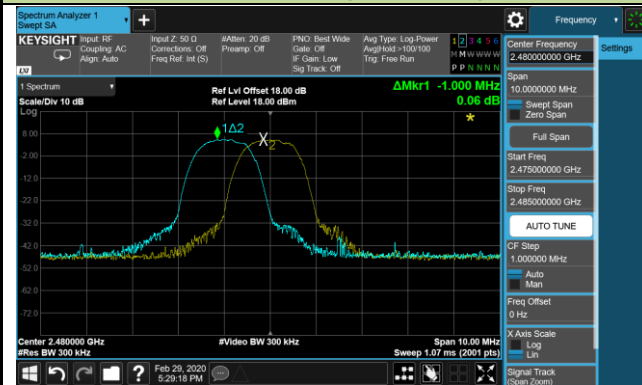 Spectrum Analyzer 1
Swept SA
Frequency
KEYSIGHT
Input: RF
Coupling: AC
Align: Auto
Input Z: 50 Ω
Corrections: Off
Freq Ref: Int (S)
#Atten: 20 dB
Preamp: Off
PNO: Best Wide
Gate: Off
IF Gain: Low
Sig Track: Off
Avg Type: Log-Power
Avg|Hold:>100/100
Trig: Free Run
1 2 3 4 5 6
M M W W W W
P P N N N N
LXI
1 Spectrum
Scale/Div 10 dB
Log
Ref Lvl Offset 18.00 dB
Ref Level 18.00 dBm
ΔMkr1 -1.000 MHz
0.06 dB
*
1Δ2
X2
8.00
-2.00
-12.0
-22.0
-32.0
-42.0
-52.0
-62.0
-72.0
Center 2.480000 GHz
#Res BW 300 kHz
#Video BW 300 kHz
Span 10.00 MHz
Sweep 1.07 ms (2001 pts)
Center Frequency
2.480000000 GHz
Settings
Span
10.0000000 MHz
Swept Span
Zero Span
Full Span
Start Freq
2.475000000 GHz
Stop Freq
2.485000000 GHz
AUTO TUNE
CF Step
1.000000 MHz
Auto
Man
Freq Offset
0 Hz
X Axis Scale
Log
Lin
Signal Track
(Span Zoom)
?
Feb 29, 2020
5:29:18 PM